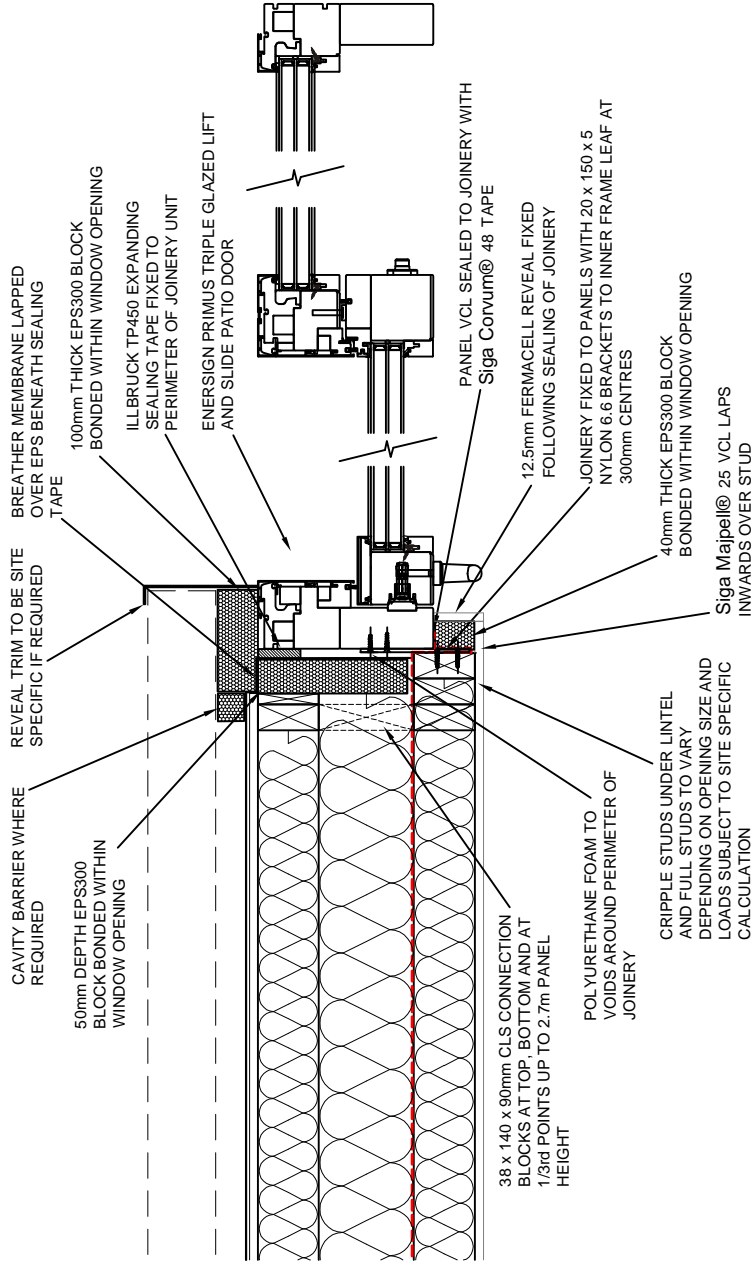 CAVITY BARRIER WHERE
REQUIRED
REVEAL TRIM TO BE SITE
SPECIFIC IF REQUIRED
BREATHER MEMBRANE LAPPED
OVER EPS BENEATH SEALING
TAPE
100mm THICK EPS300 BLOCK
BONDED WITHIN WINDOW OPENING
ILLBRUCK TP450 EXPANDING
SEALING TAPE FIXED TO
PERIMETER OF JOINERY UNIT
ENERSIGN PRIMUS TRIPLE GLAZED LIFT
AND SLIDE PATIO DOOR
50mm DEPTH EPS300
BLOCK BONDED WITHIN
WINDOW OPENING
38 x 140 x 90mm CLS CONNECTION
BLOCKS AT TOP, BOTTOM AND AT
1/3rd POINTS UP TO 2.7m PANEL
HEIGHT
POLYURETHANE FOAM TO
VOIDS AROUND PERIMETER OF
JOINERY
CRIPPLE STUDS UNDER LINTEL
AND FULL STUDS TO VARY
DEPENDING ON OPENING SIZE AND
LOADS SUBJECT TO SITE SPECIFIC
CALCULATION
PANEL VCL SEALED TO JOINERY WITH
Siga Corvum® 48 TAPE
12.5mm FERMACELL REVEAL FIXED
FOLLOWING SEALING OF JOINERY
JOINERY FIXED TO PANELS WITH 20 x 150 x 5
NYLON 6.6 BRACKETS TO INNER FRAME LEAF AT
300mm CENTRES
40mm THICK EPS300 BLOCK
BONDED WITHIN WINDOW OPENING
Siga Majpell® 25 VCL LAPS
INWARDS OVER STUD